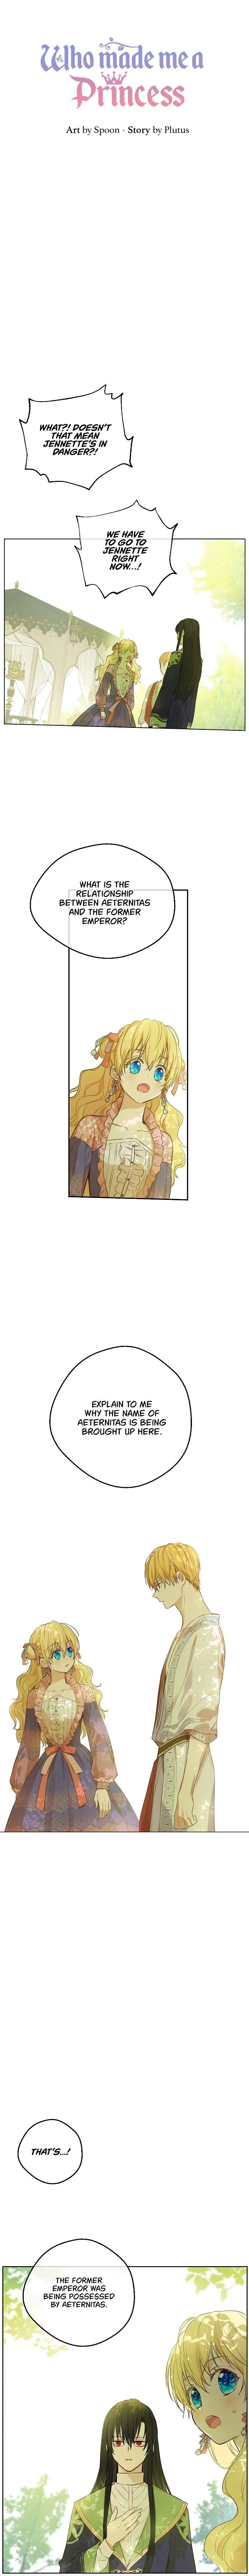 Who made me a
Princess
Art by Spoon • Story by Plutus
WHAT?! DOESN'T
THAT MEAN
JENNETTE'S IN
DANGER?!
WE HAVE
TO GO TO
JENNETTE
RIGHT
NOW...!
WHAT IS THE
RELATIONSHIP
BETWEEN AETERNITAS
AND THE FORMER
EMPEROR?
EXPLAIN TO ME
WHY THE NAME OF
AETERNITAS IS BEING
BROUGHT UP HERE.
THAT'S...!
THE FORMER
EMPEROR WAS
BEING POSSESSED
BY AETERNITAS.